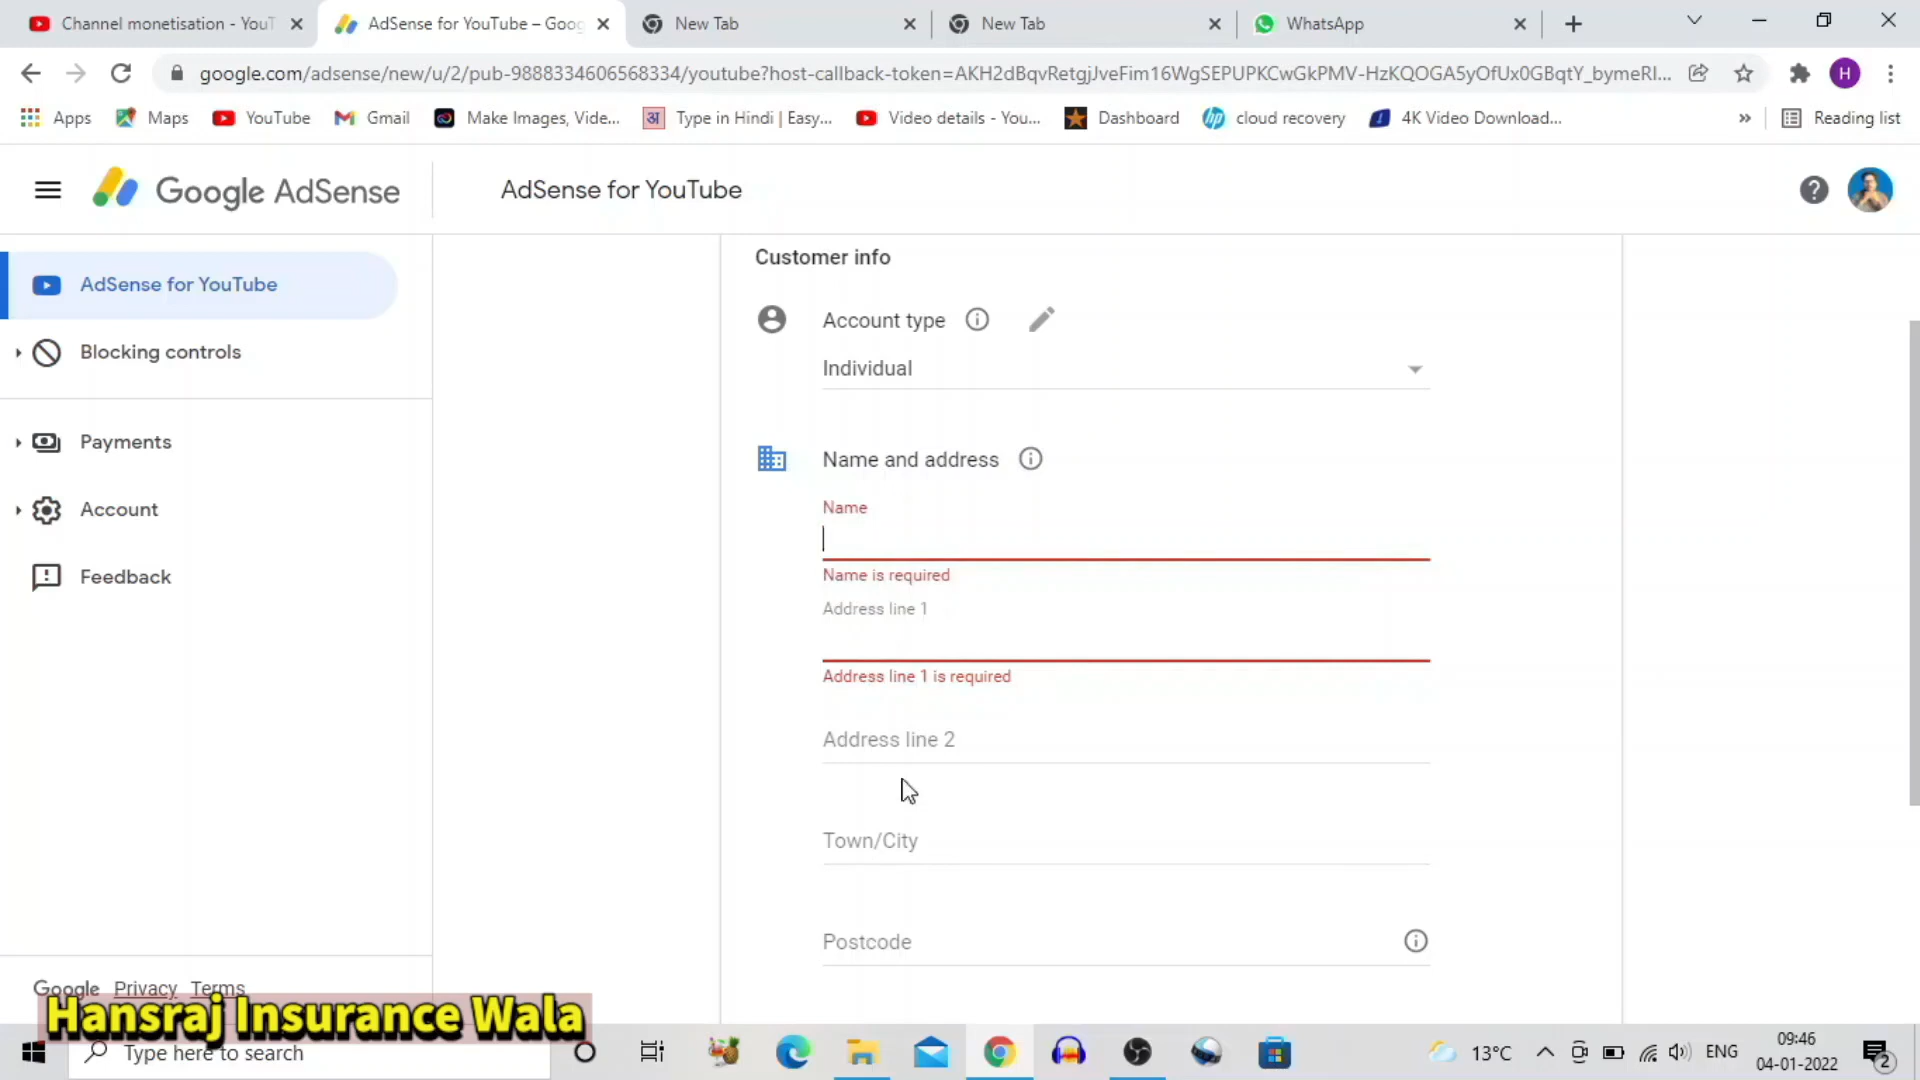 Channel monetisation - YouT
AdSense for YouTube – Goog
New Tab
New Tab
WhatsApp
google.com/adsense/new/u/2/pub-9888334606568334/youtube?host-callback-token=AKH2dBqvRetgjJveFim16WgSEPUPKCwGkPMV-HzKQOGA5yOfUx0GBqtY_bymeRI...
H
Apps
Maps
YouTube
Gmail
Make Images, Vide...
अ
Type in Hindi | Easy...
Video details - You...
Dashboard
hp
cloud recovery
4K Video Download...
»
Reading list
Google AdSense
AdSense for YouTube
AdSense for YouTube
Blocking controls
Payments
Account
Feedback
Customer info
Account type
Individual
Name and address
Name
Name is required
Address line 1
Address line 1 is required
Address line 2
Town/City
Postcode
Google Privacy Terms
Hansraj Insurance Wala
Type here to search
13°C
ENG
09:46
04-01-2022
2